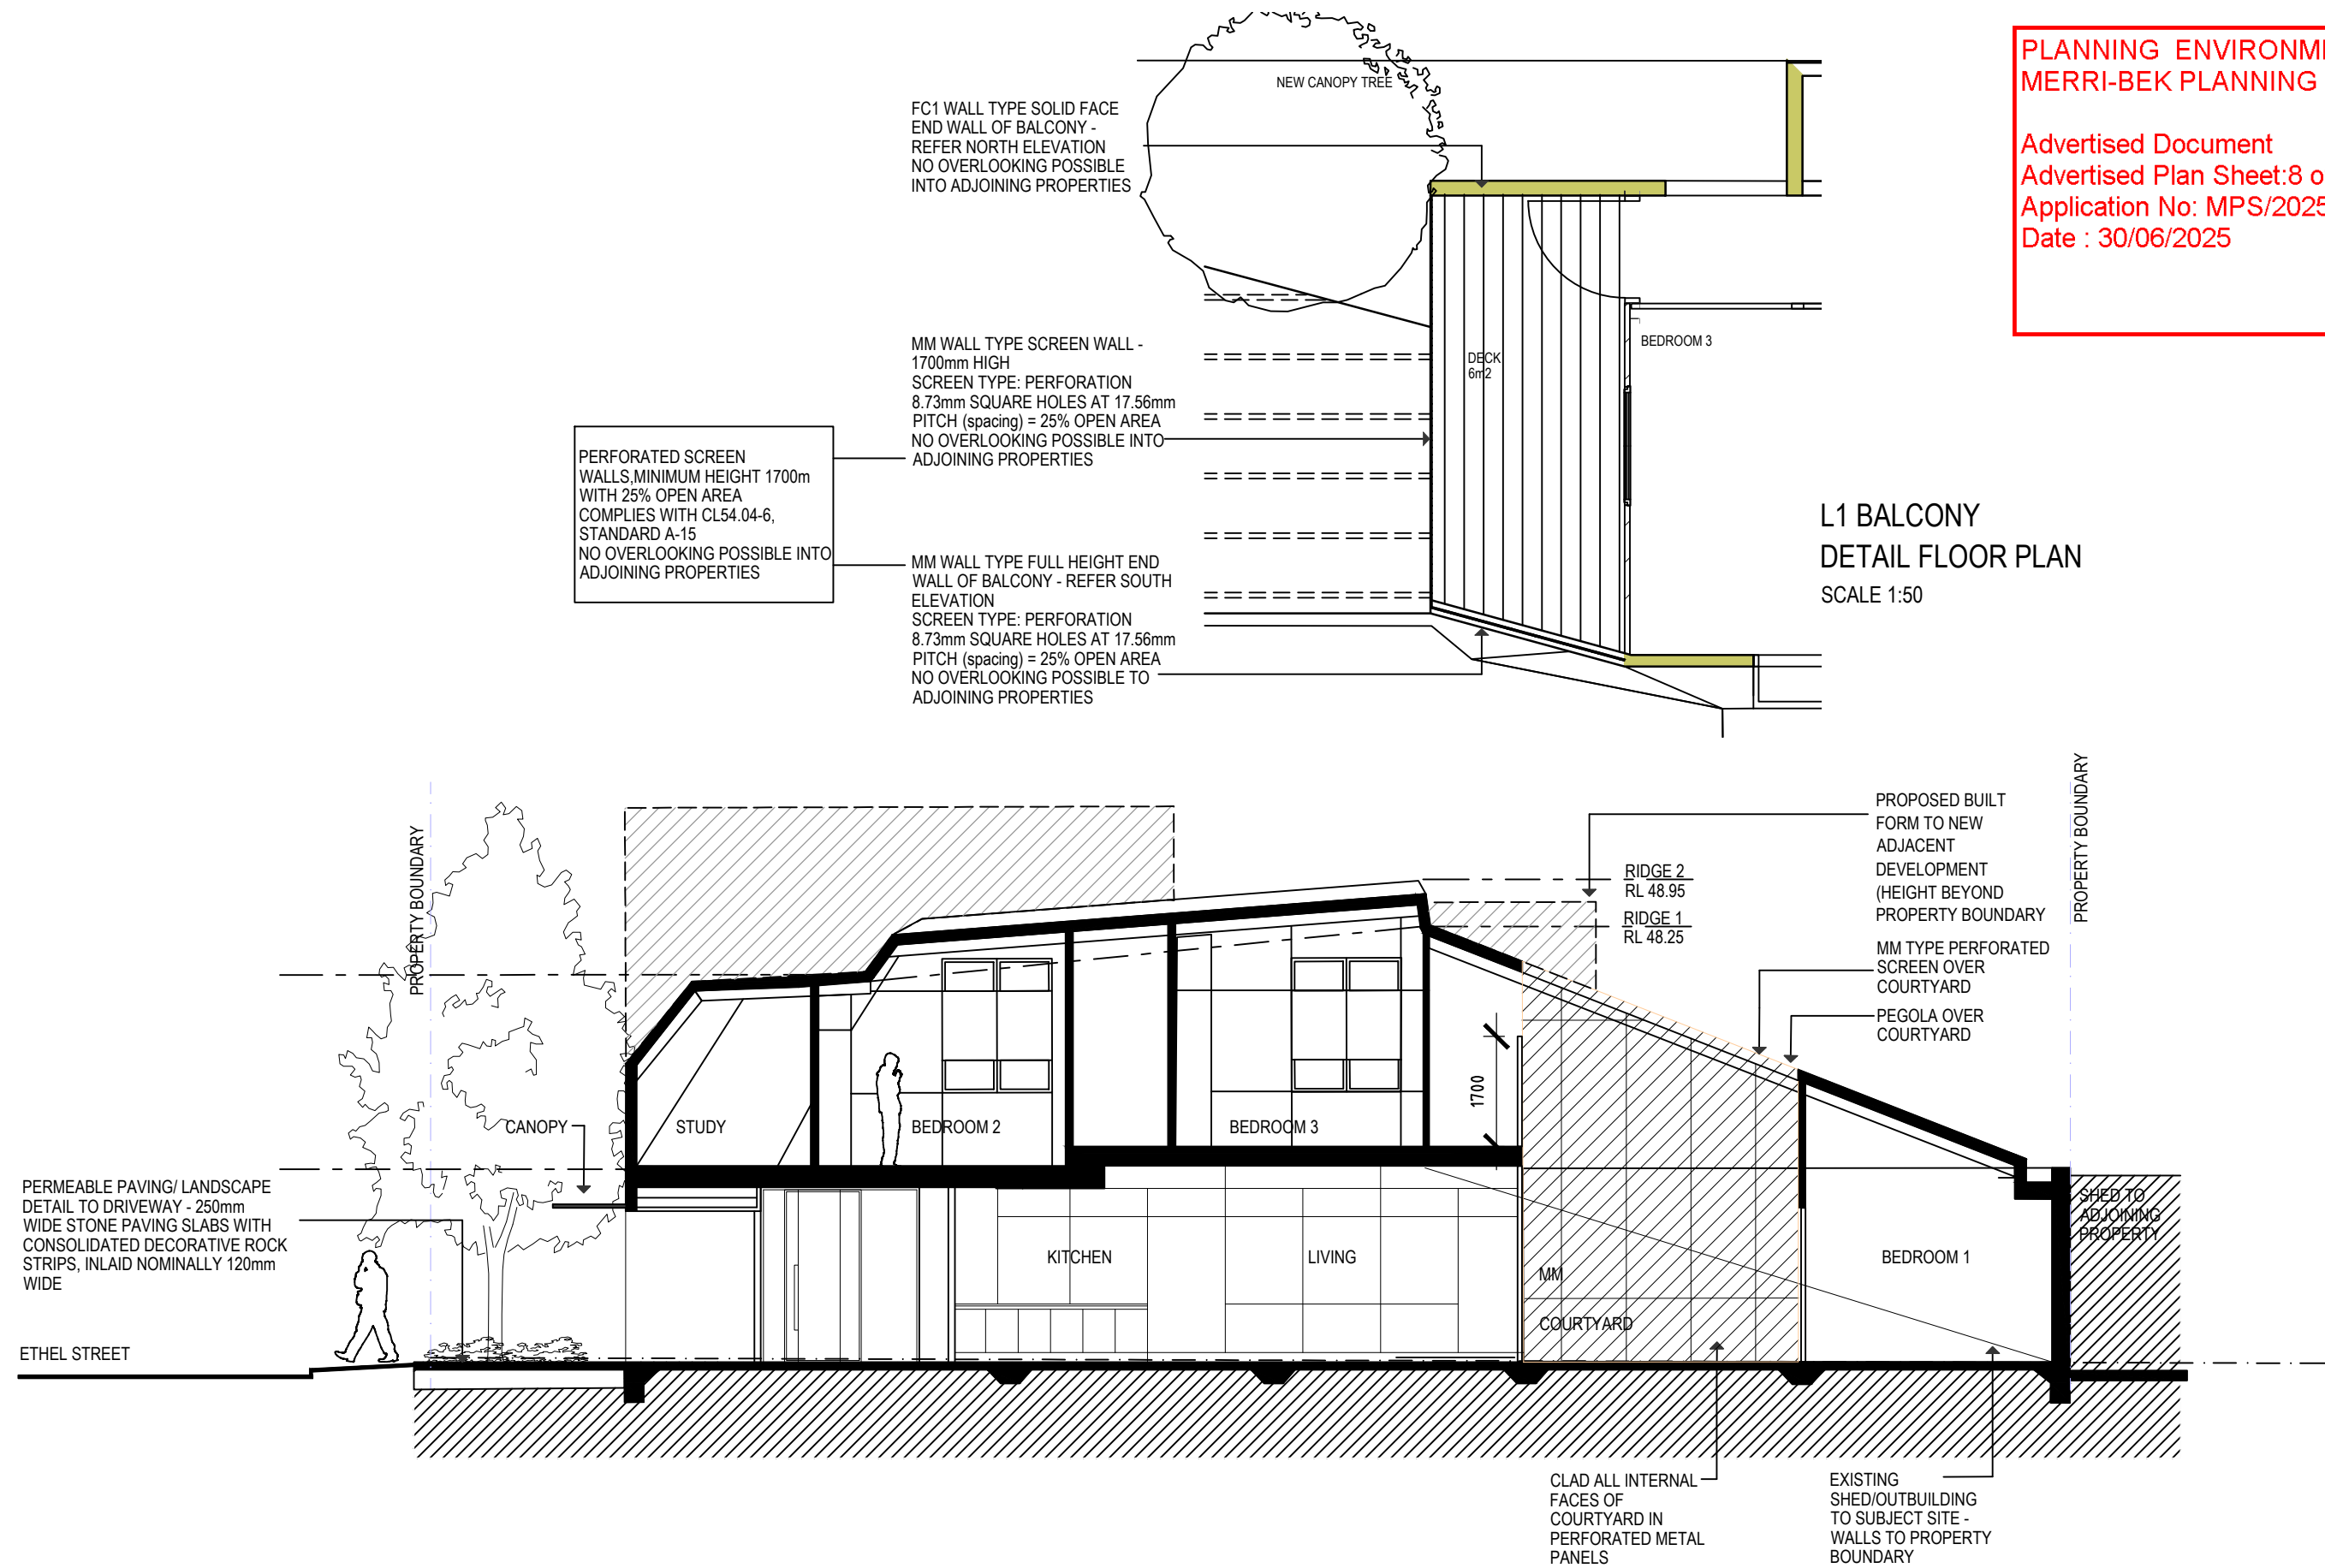 NEW CANOPY TREE
FC1 WALL TYPE SOLID FACE
END WALL OF BALCONY -
REFER NORTH ELEVATION
NO OVERLOOKING POSSIBLE
INTO ADJOINING PROPERTIES
PLANNING ENVIRONM
MERRI-BEK PLANNING
Advertised Document
Advertised Plan Sheet:8 o
Application No: MPS/2025
Date : 30/06/2025
MM WALL TYPE SCREEN WALL -
1700mm HIGH
SCREEN TYPE: PERFORATION
8.73mm SQUARE HOLES AT 17.56mm
PITCH (spacing) = 25% OPEN AREA
NO OVERLOOKING POSSIBLE INTO
ADJOINING PROPERTIES
DECK
6m2
BEDROOM 3
PERFORATED SCREEN
WALLS,MINIMUM HEIGHT 1700m
WITH 25% OPEN AREA
COMPLIES WITH CL54.04-6,
STANDARD A-15
NO OVERLOOKING POSSIBLE INTO
ADJOINING PROPERTIES
MM WALL TYPE FULL HEIGHT END
WALL OF BALCONY - REFER SOUTH
ELEVATION
SCREEN TYPE: PERFORATION
8.73mm SQUARE HOLES AT 17.56mm
PITCH (spacing) = 25% OPEN AREA
NO OVERLOOKING POSSIBLE TO
ADJOINING PROPERTIES
L1 BALCONY
DETAIL FLOOR PLAN
SCALE 1:50
PROPERTY BOUNDARY
PROPOSED BUILT
FORM TO NEW
ADJACENT
DEVELOPMENT
(HEIGHT BEYOND
PROPERTY BOUNDARY
PROPERTY BOUNDARY
RIDGE 2
RL 48.95
RIDGE 1
RL 48.25
MM TYPE PERFORATED
SCREEN OVER
COURTYARD
PEGOLA OVER
COURTYARD
1700
CANOPY
STUDY
BEDROOM 2
BEDROOM 3
PERMEABLE PAVING/ LANDSCAPE
DETAIL TO DRIVEWAY - 250mm
WIDE STONE PAVING SLABS WITH
CONSOLIDATED DECORATIVE ROCK
STRIPS, INLAID NOMINALLY 120mm
WIDE
SHED TO
ADJOINING
PROPERTY
KITCHEN
LIVING
MM
COURTYARD
BEDROOM 1
ETHEL STREET
CLAD ALL INTERNAL
FACES OF
COURTYARD IN
PERFORATED METAL
PANELS
EXISTING
SHED/OUTBUILDING
TO SUBJECT SITE -
WALLS TO PROPERTY
BOUNDARY